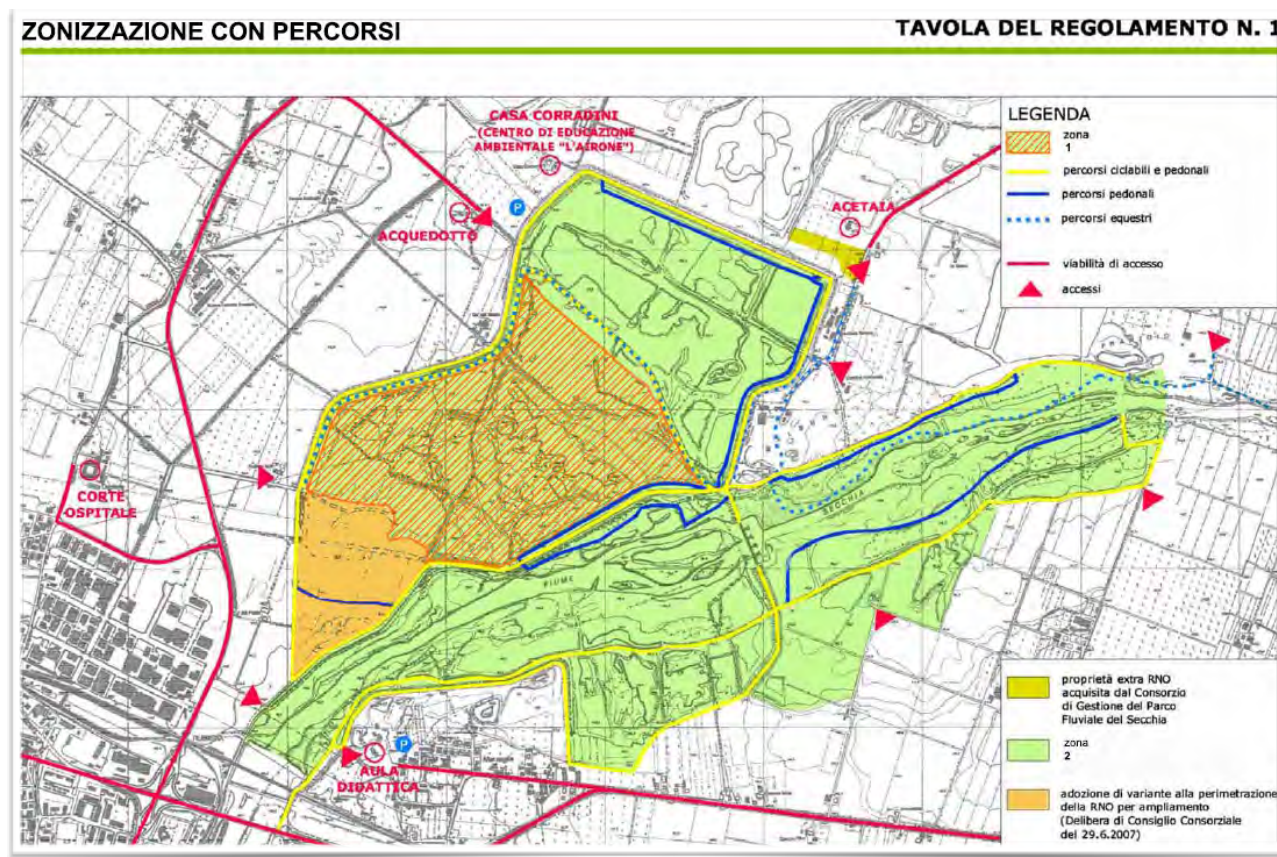 ZONIZZAZIONE CON PERCORSI
TAVOLA DEL REGOLAMENTO N. 1
LEGENDA
zona
1
percorsi ciclabili e pedonali
percorsi pedonali
percorsi equestri
viabilità di accesso
accessi
CASA CORRADINI
(CENTRO DI EDUCAZIONE
AMBIENTALE "L'AIRONE")
P
ACQUEDOTTO
ACETAIA
CORTE
OSPITALE
SECCHIA
FIUME
P
AULA
DIDATTICA
proprietà extra RNO
acquisita dal Consorzio
di Gestione del Parco
Fluviale del Secchia
zona
2
adozione di variante alla perimetrazione
della RNO per ampliamento
(Delibera di Consiglio Consorziale
del 29.6.2007)